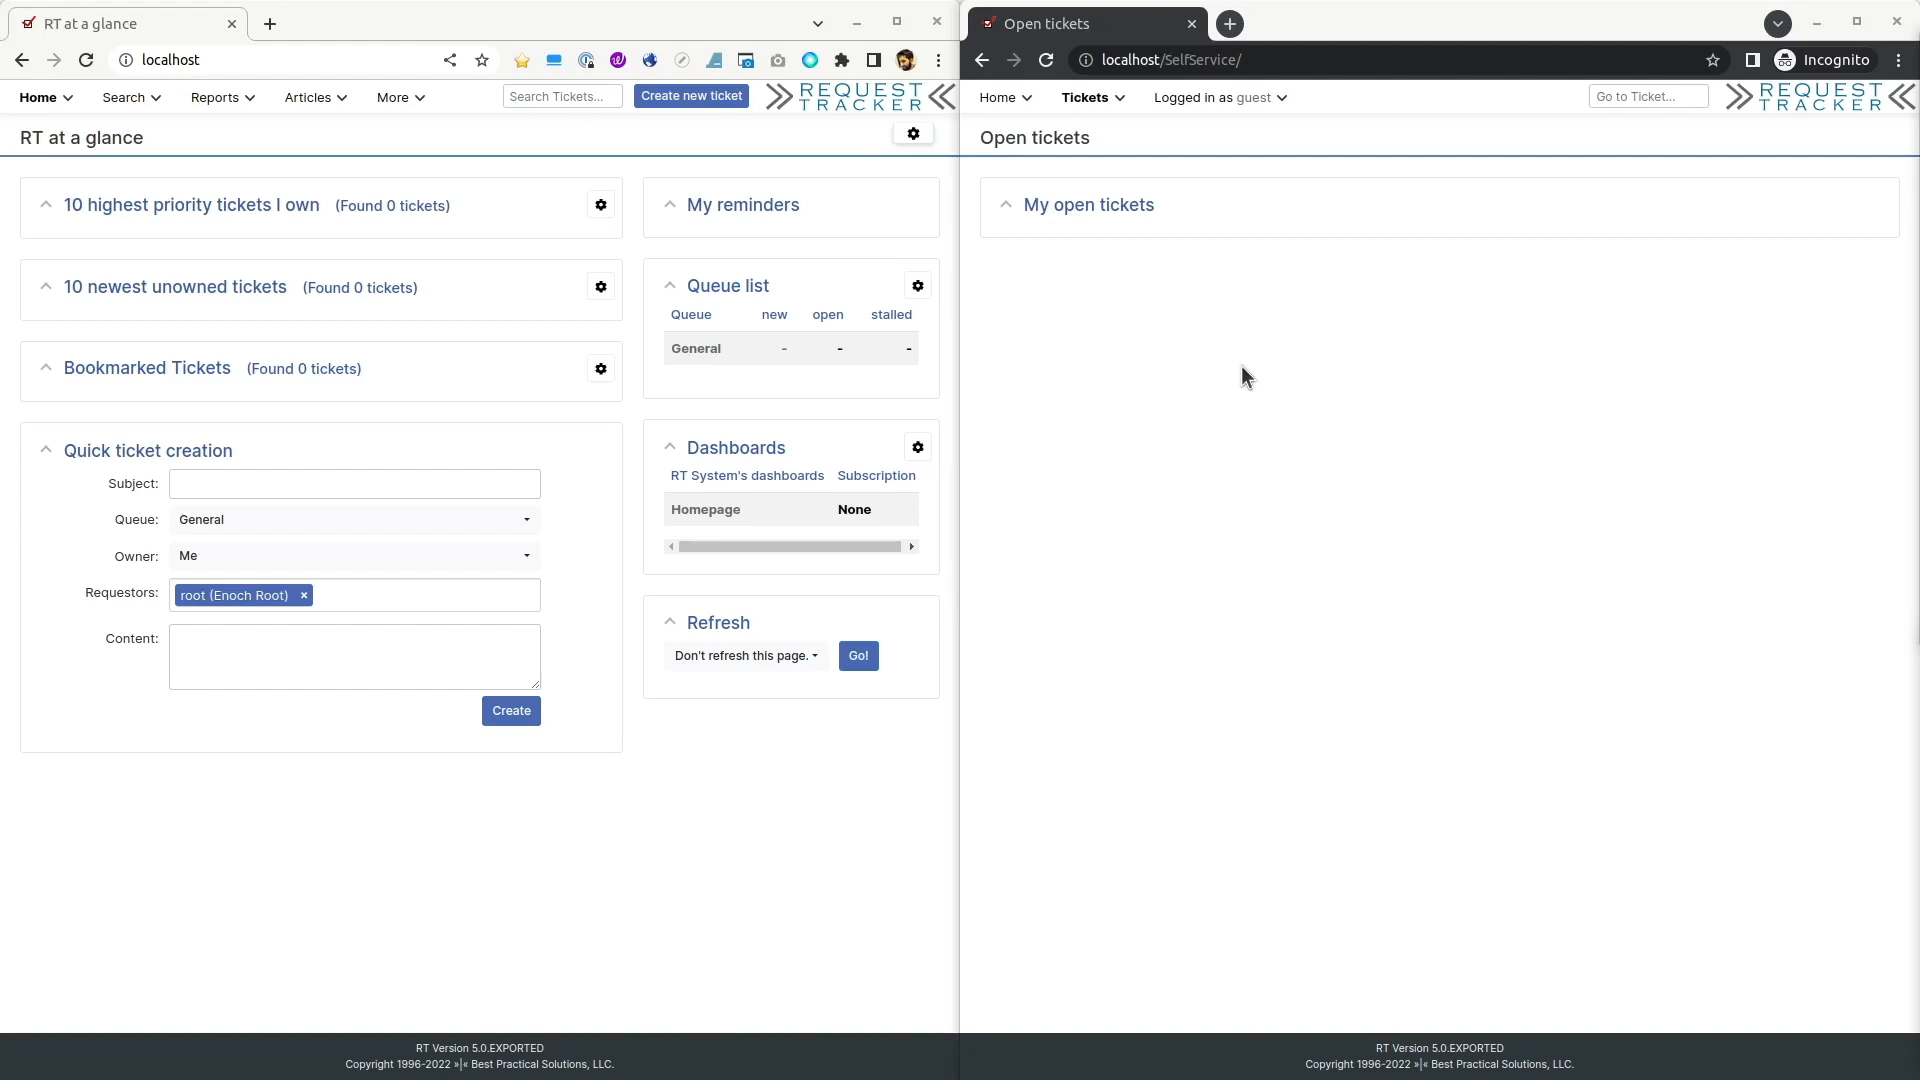 RT at a glance
localhost
Home
Search
Reports
Articles
More
Search Tickets...
Create new ticket
REQUEST
TRACKER
RT at a glance
10 highest priority tickets I own (Found 0 tickets)
10 newest unowned tickets (Found 0 tickets)
Bookmarked Tickets (Found 0 tickets)
Quick ticket creation
Subject:
Queue: General
Owner: Me
Requestors: root (Enoch Root) ×
Content:
Create
My reminders
Queue list
Queue new open stalled
General - - -
Dashboards
RT System's dashboards Subscription
Homepage None
Refresh
Don't refresh this page. Go!
RT Version 5.0.EXPORTED
Copyright 1996-2022 »|« Best Practical Solutions, LLC.
Open tickets
localhost/SelfService/
Incognito
Home
Tickets
Logged in as guest
Go to Ticket...
REQUEST
TRACKER
Open tickets
My open tickets
RT Version 5.0.EXPORTED
Copyright 1996-2022 »|« Best Practical Solutions, LLC.